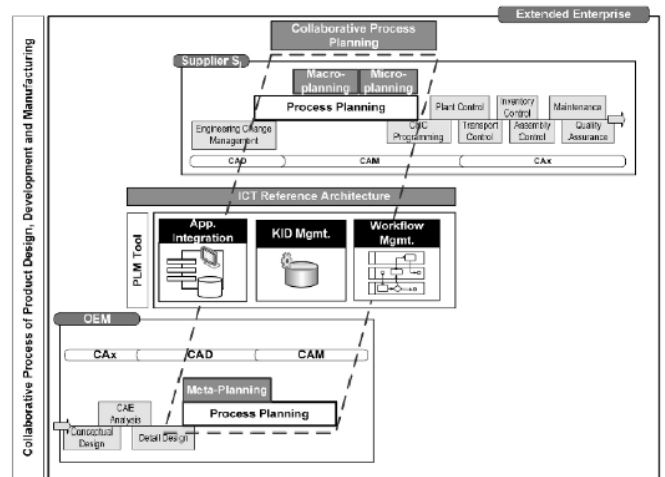 Extended Enterprise
Collaborative Process of Product Design, Development and Manufacturing
Collaborative Process
Planning
Supplier Si
Macro-
planning
Micro-
planning
Process Planning
Plant Control
Inventory
Control
Maintenance
Engineering Change
Management
CNC
Programming
Transport
Control
Assembly
Control
Quality
Assurance
CAD
CAM
CAx
ICT Reference Architecture
PLM Tool
App.
Integration
KID Mgmt.
Workflow
Mgmt.
OEM
CAx
CAD
CAM
Meta-Planning
Process Planning
CAE
Analysis
Conceptual
Design
Detail Design